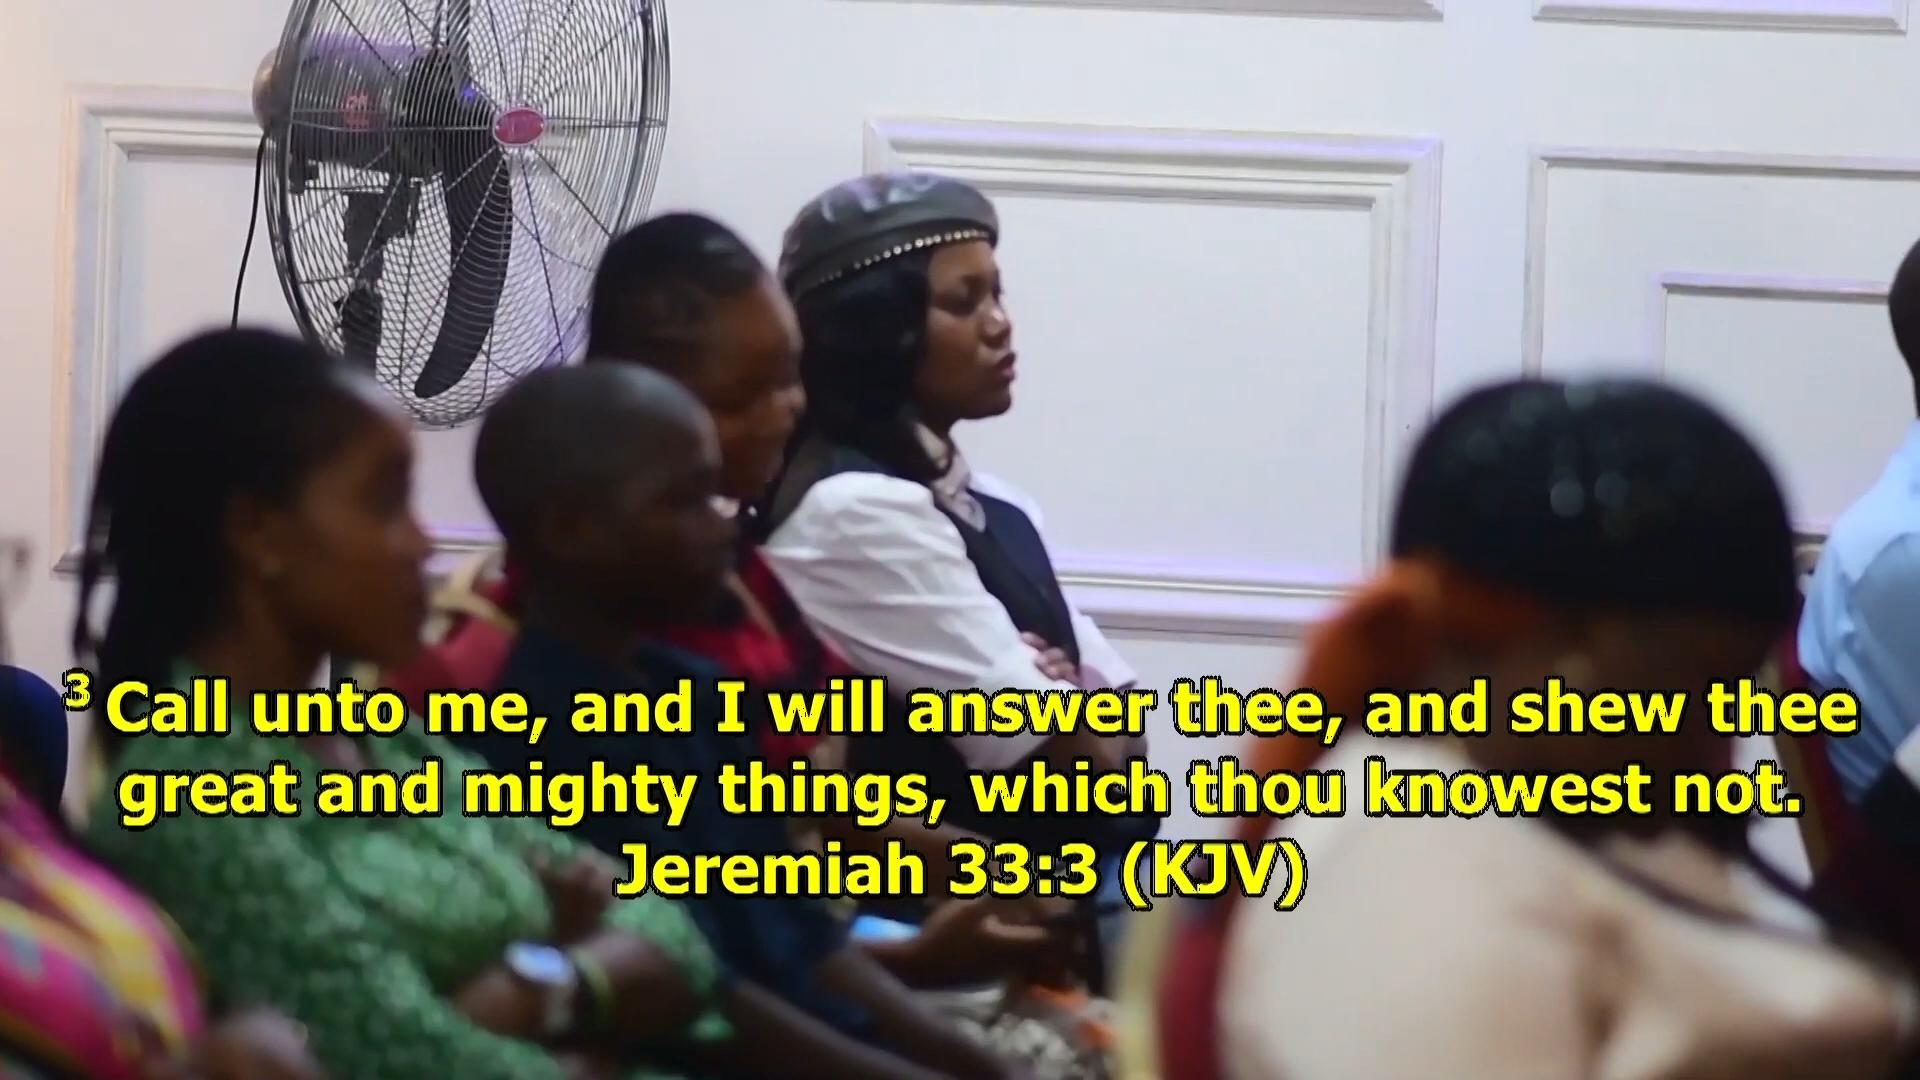 3 Call unto me, and I will answer thee, and shew thee
great and mighty things, which thou knowest not.
Jeremiah 33:3 (KJV)